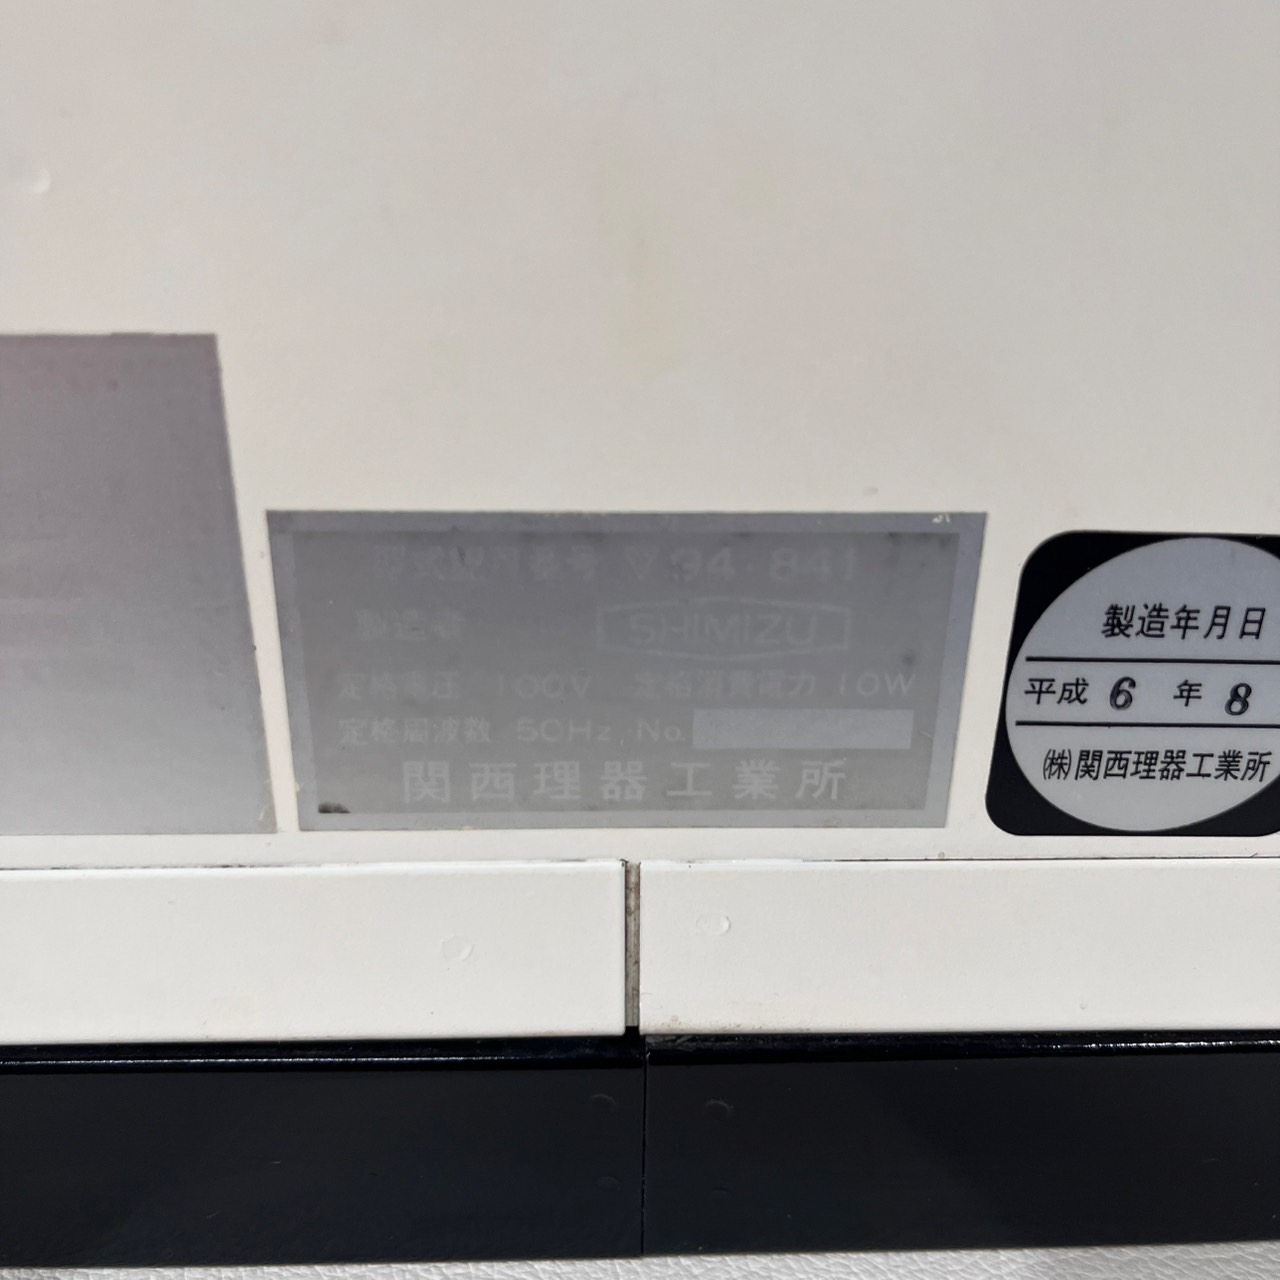 型式認可番号 ▽34-841
製造者 SHIMIZU
定格電圧 100V 定格消費電力 10W
定格周波数 50Hz No.
関西理器工業所
製造年月日
平成 6 年 8
㈱関西理器工業所